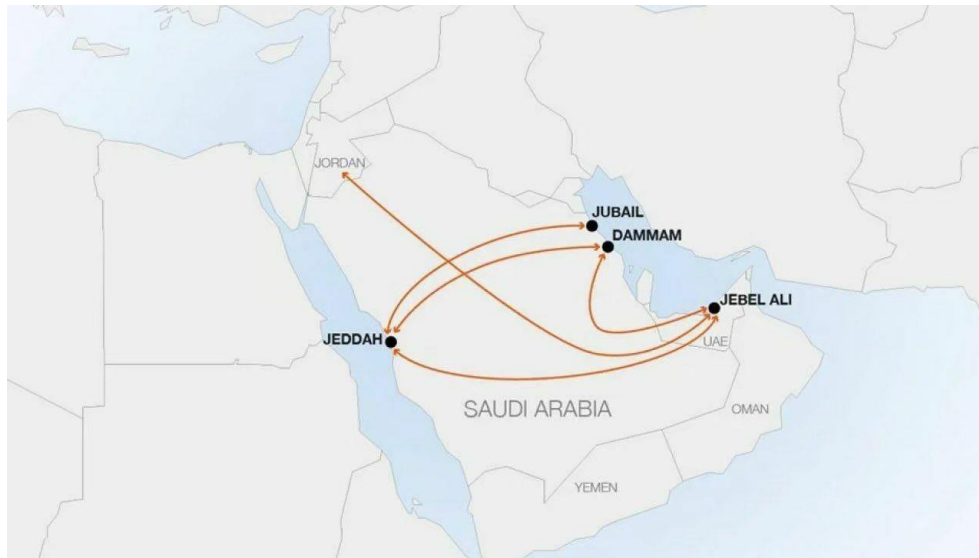 JORDAN
JUBAIL
DAMMAM
JEBEL ALI
JEDDAH
UAE
SAUDI ARABIA
OMAN
YEMEN